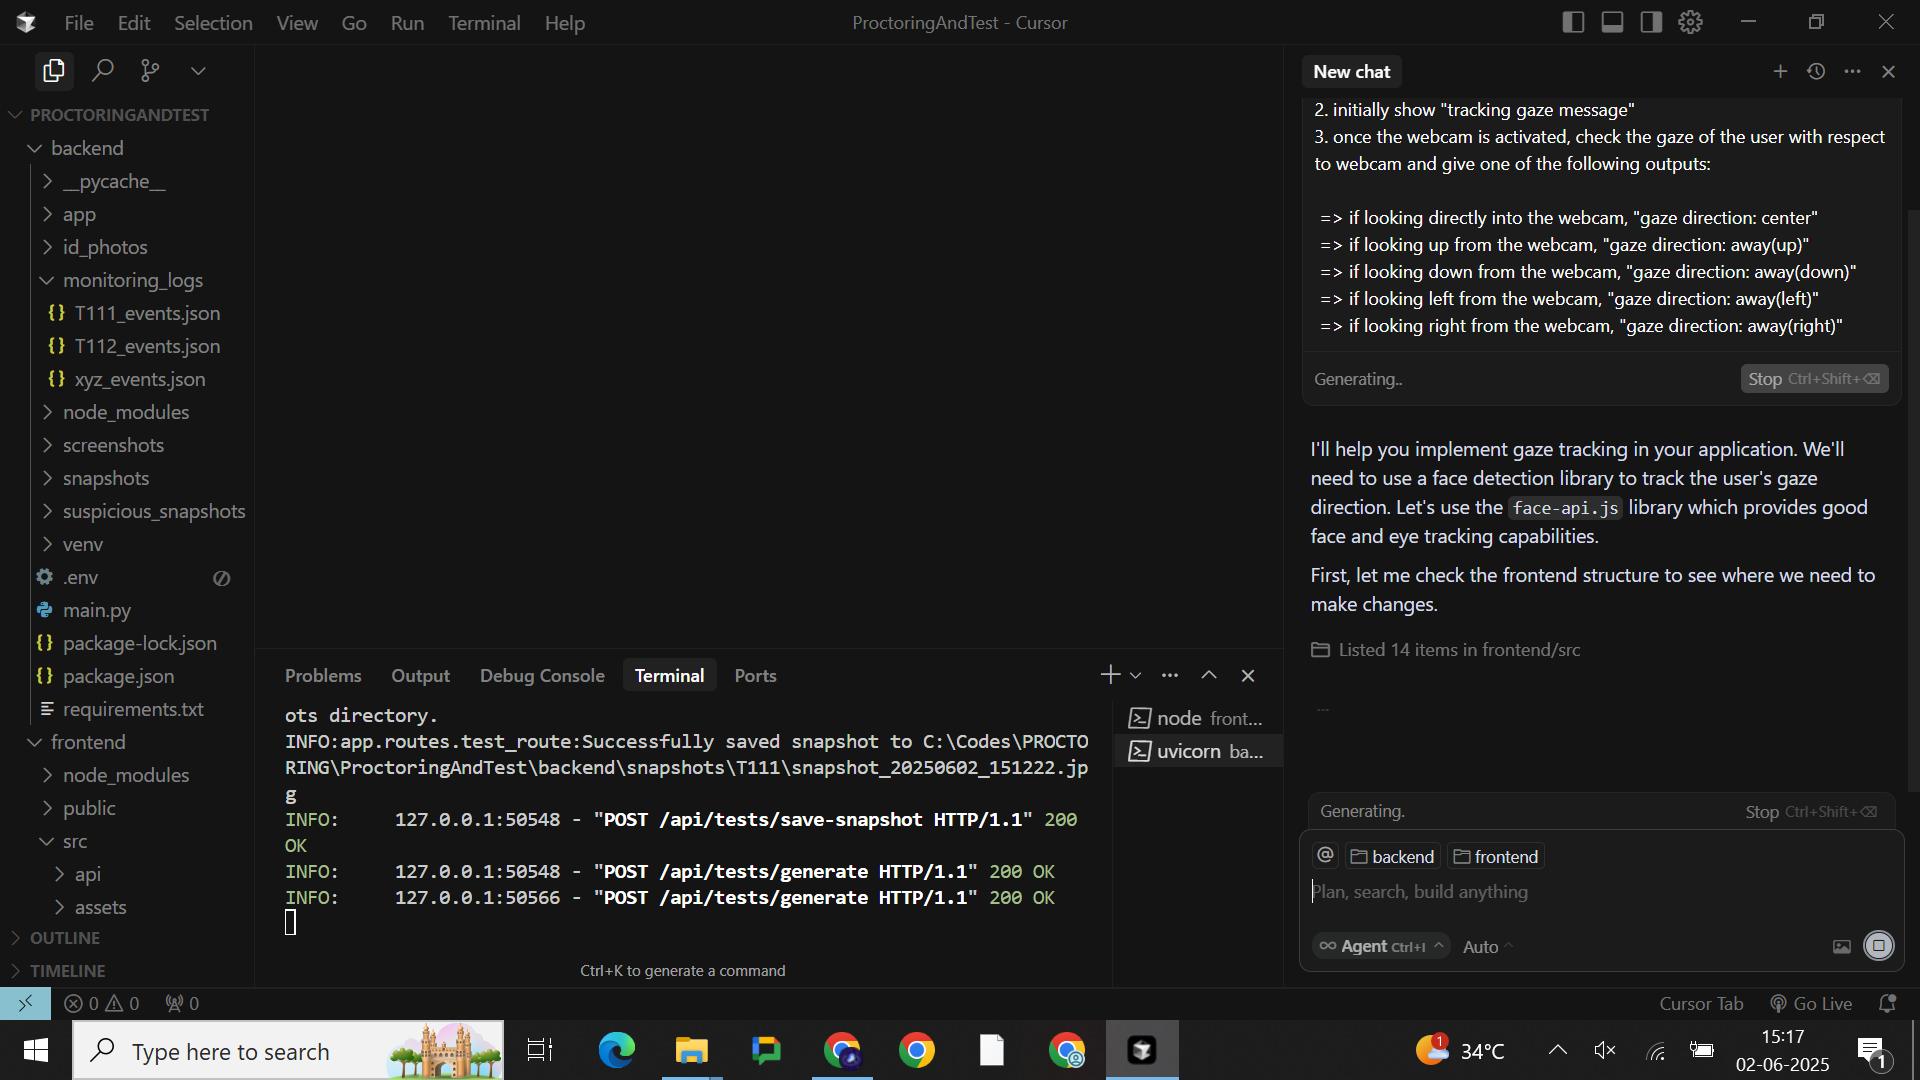 File Edit Selection View Go Run Terminal Help
ProctoringAndTest - Cursor
PROCTORINGANDTEST
backend
__pycache__
app
id_photos
monitoring_logs
{} T111_events.json
{} T112_events.json
{} xyz_events.json
node_modules
screenshots
snapshots
suspicious_snapshots
venv
.env
main.py
{} package-lock.json
{} package.json
requirements.txt
frontend
node_modules
public
src
api
assets
OUTLINE
TIMELINE
Problems Output Debug Console Terminal Ports
ots directory.
INFO:app.routes.test_route:Successfully saved snapshot to C:\Codes\PROCTO
RING\ProctoringAndTest\backend\snapshots\T111\snapshot_20250602_151222.jp
g
INFO:     127.0.0.1:50548 - "POST /api/tests/save-snapshot HTTP/1.1" 200
OK
INFO:     127.0.0.1:50548 - "POST /api/tests/generate HTTP/1.1" 200 OK
INFO:     127.0.0.1:50566 - "POST /api/tests/generate HTTP/1.1" 200 OK
Ctrl+K to generate a command
node front...
uvicorn ba...
New chat
2. initially show "tracking gaze message"
3. once the webcam is activated, check the gaze of the user with respect
to webcam and give one of the following outputs:
=> if looking directly into the webcam, "gaze direction: center"
=> if looking up from the webcam, "gaze direction: away(up)"
=> if looking down from the webcam, "gaze direction: away(down)"
=> if looking left from the webcam, "gaze direction: away(left)"
=> if looking right from the webcam, "gaze direction: away(right)"
Generating.. Stop Ctrl+Shift+⌫
I'll help you implement gaze tracking in your application. We'll
need to use a face detection library to track the user's gaze
direction. Let's use the face-api.js library which provides good
face and eye tracking capabilities.
First, let me check the frontend structure to see where we need to
make changes.
Listed 14 items in frontend/src
...
Generating. Stop Ctrl+Shift+⌫
@ backend frontend
Plan, search, build anything
∞ Agent Ctrl+I Auto
0 0 0
Cursor Tab Go Live
Type here to search
1 34°C
15:17
02-06-2025
1